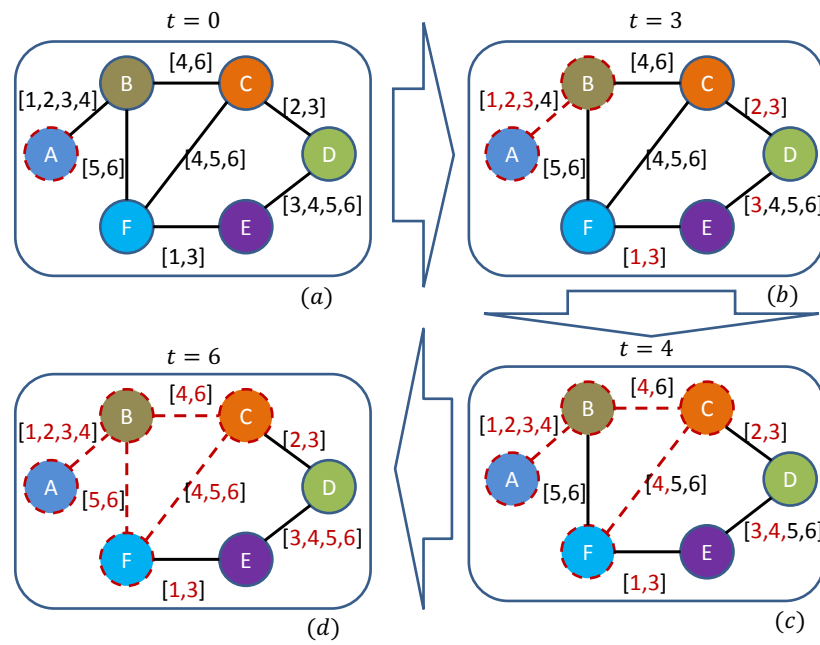 t = 0
B
[4,6]
C
[1,2,3,4]
[2,3]
A
[5,6]
[4,5,6]
D
[3,4,5,6]
F
E
[1,3]
(a)
t = 3
B
[4,6]
C
[1,2,3,4]
[2,3]
A
[5,6]
[4,5,6]
D
[3,4,5,6]
F
E
[1,3]
(b)
t = 6
B
[4,6]
C
[1,2,3,4]
[2,3]
A
[5,6]
[4,5,6]
D
[3,4,5,6]
F
E
[1,3]
(d)
t = 4
B
[4,6]
C
[1,2,3,4]
[2,3]
A
[5,6]
[4,5,6]
D
[3,4,5,6]
F
E
[1,3]
(c)